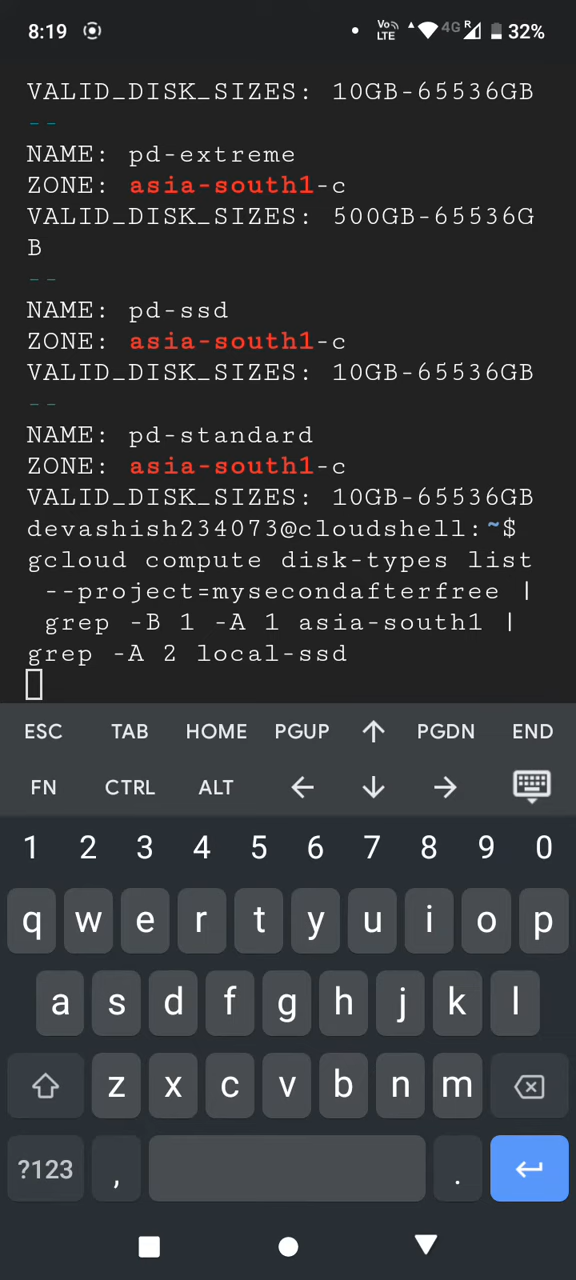 8:19 Vo LTE 4G R 32%
VALID_DISK_SIZES: 10GB-65536GB
--
NAME: pd-extreme
ZONE: asia-south1-c
VALID_DISK_SIZES: 500GB-65536G
B
--
NAME: pd-ssd
ZONE: asia-south1-c
VALID_DISK_SIZES: 10GB-65536GB
--
NAME: pd-standard
ZONE: asia-south1-c
VALID_DISK_SIZES: 10GB-65536GB
devashish234073@cloudshell:~$
gcloud compute disk-types list
--project=mysecondafterfree |
grep -B 1 -A 1 asia-south1 |
grep -A 2 local-ssd
ESC TAB HOME PGUP ↑ PGDN END
FN CTRL ALT ← ↓ →
1 2 3 4 5 6 7 8 9 0
q w e r t y u i o p
a s d f g h j k l
z x c v b n m
?123 , .